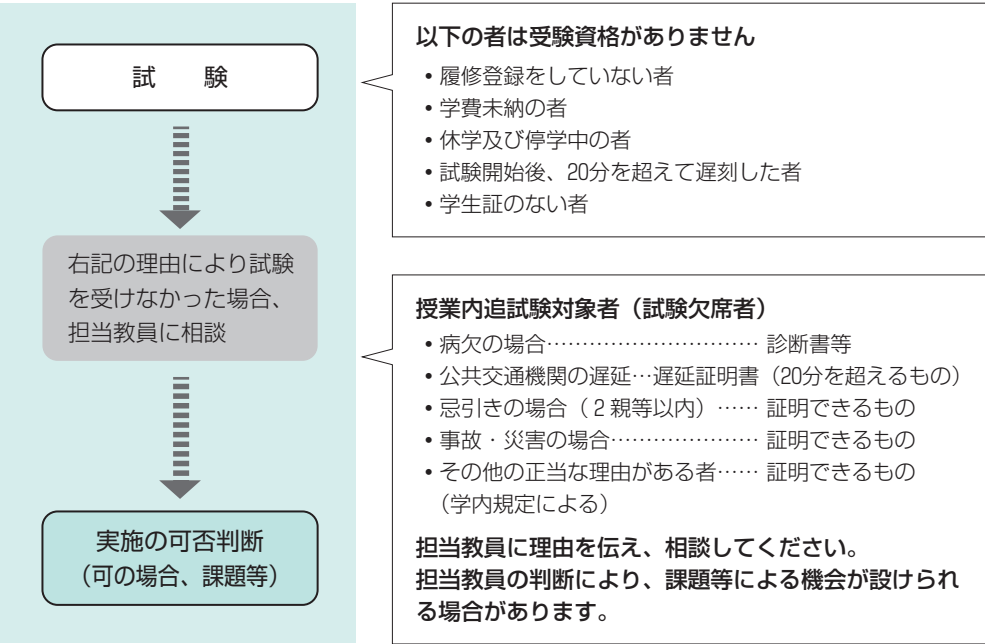 試　験
以下の者は受験資格がありません
•履修登録をしていない者
•学費未納の者
•休学及び停学中の者
•試験開始後、20分を超えて遅刻した者
•学生証のない者
右記の理由により試験
を受けなかった場合、
担当教員に相談
授業内追試験対象者（試験欠席者）
•病欠の場合………………………… 診断書等
•公共交通機関の遅延…遅延証明書（20分を超えるもの）
•忌引きの場合（２親等以内）…… 証明できるもの
•事故・災害の場合………………… 証明できるもの
•その他の正当な理由がある者…… 証明できるもの
（学内規定による）
担当教員に理由を伝え、相談してください。
担当教員の判断により、課題等による機会が設けられ
る場合があります。
実施の可否判断
（可の場合、課題等）